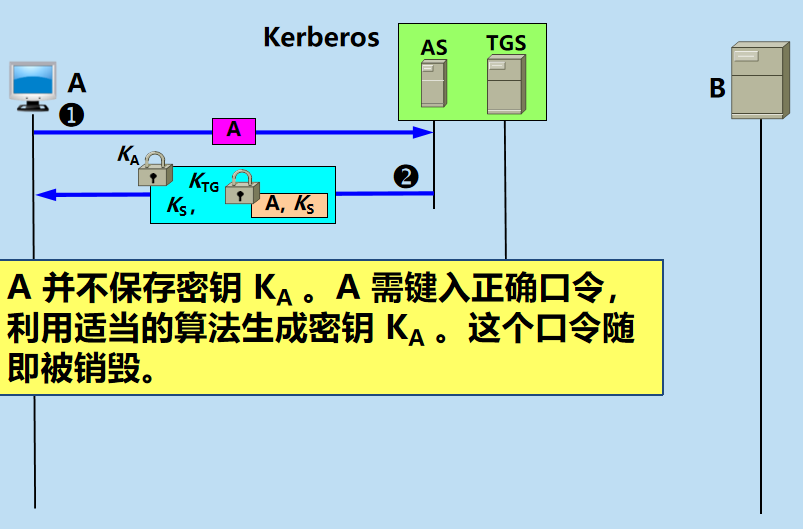 Kerberos
AS
TGS
A
B
❶
A
K_A
❷
K_TG
K_S,
A, K_S
A 并不保存密钥 K_A 。A 需键入正确口令，
利用适当的算法生成密钥 K_A 。这个口令随
即被销毁。